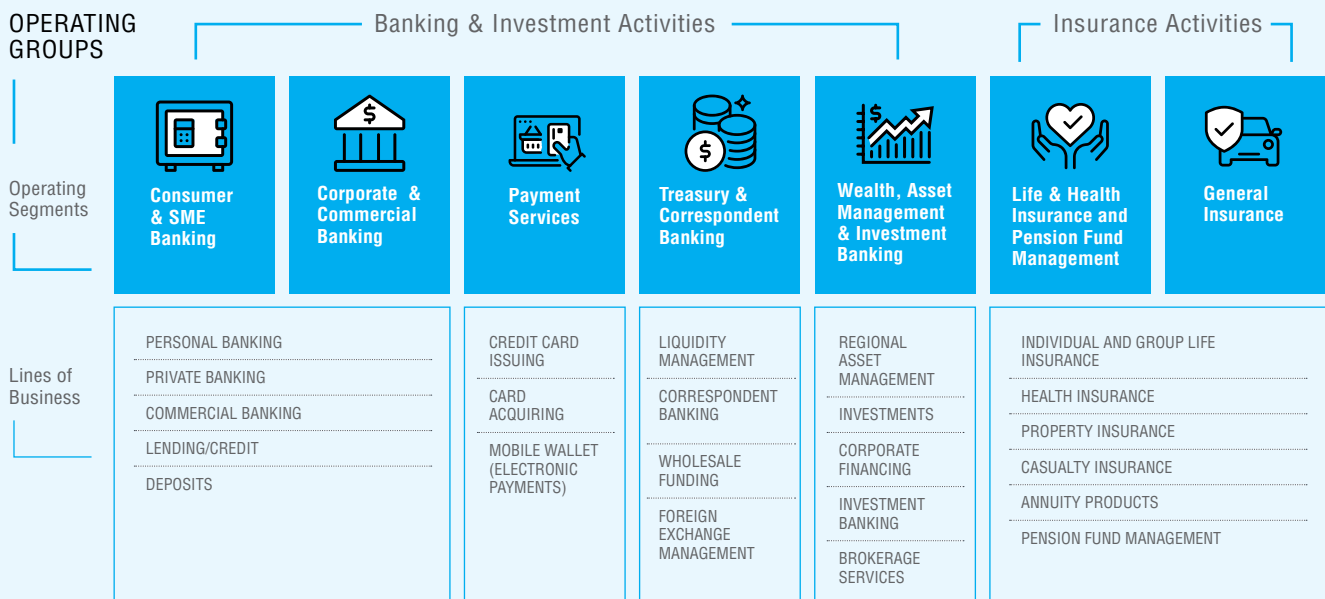 OPERATING
GROUPS
Banking & Investment Activities
Insurance Activities
Operating
Segments
Consumer
& SME
Banking
Corporate &
Commercial
Banking
Payment
Services
Treasury &
Correspondent
Banking
Wealth, Asset
Management
& Investment
Banking
Life & Health
Insurance and
Pension Fund
Management
General
Insurance
Lines of
Business
PERSONAL BANKING
PRIVATE BANKING
COMMERCIAL BANKING
LENDING/CREDIT
DEPOSITS
CREDIT CARD
ISSUING
CARD
ACQUIRING
MOBILE WALLET
(ELECTRONIC
PAYMENTS)
LIQUIDITY
MANAGEMENT
CORRESPONDENT
BANKING
WHOLESALE
FUNDING
FOREIGN
EXCHANGE
MANAGEMENT
REGIONAL
ASSET
MANAGEMENT
INVESTMENTS
CORPORATE
FINANCING
INVESTMENT
BANKING
BROKERAGE
SERVICES
INDIVIDUAL AND GROUP LIFE
INSURANCE
HEALTH INSURANCE
PROPERTY INSURANCE
CASUALTY INSURANCE
ANNUITY PRODUCTS
PENSION FUND MANAGEMENT